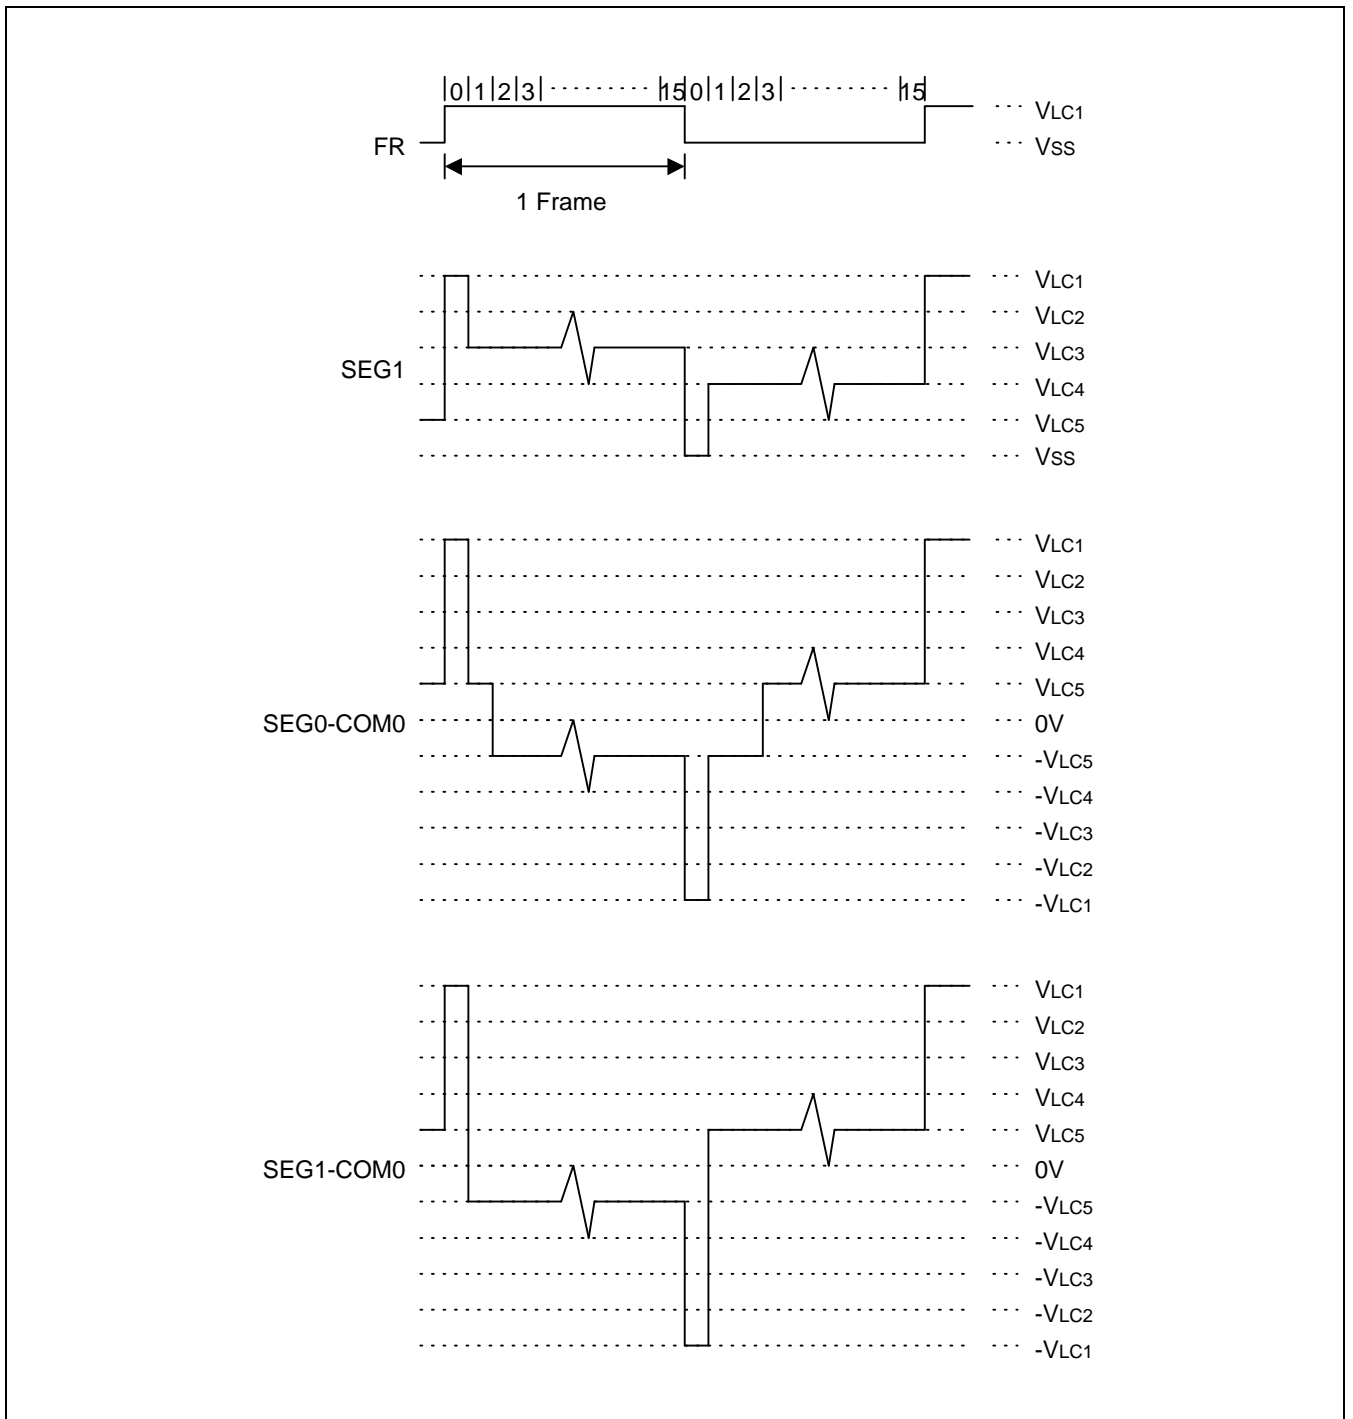 |0|1|2|3| ·········· |15|0|1|2|3| ·········· |15|
VLC1
FR
VSS
1 Frame
VLC1
VLC2
VLC3
SEG1
VLC4
VLC5
VSS
VLC1
VLC2
VLC3
VLC4
VLC5
SEG0-COM0
0V
-VLC5
-VLC4
-VLC3
-VLC2
-VLC1
VLC1
VLC2
VLC3
VLC4
VLC5
SEG1-COM0
0V
-VLC5
-VLC4
-VLC3
-VLC2
-VLC1